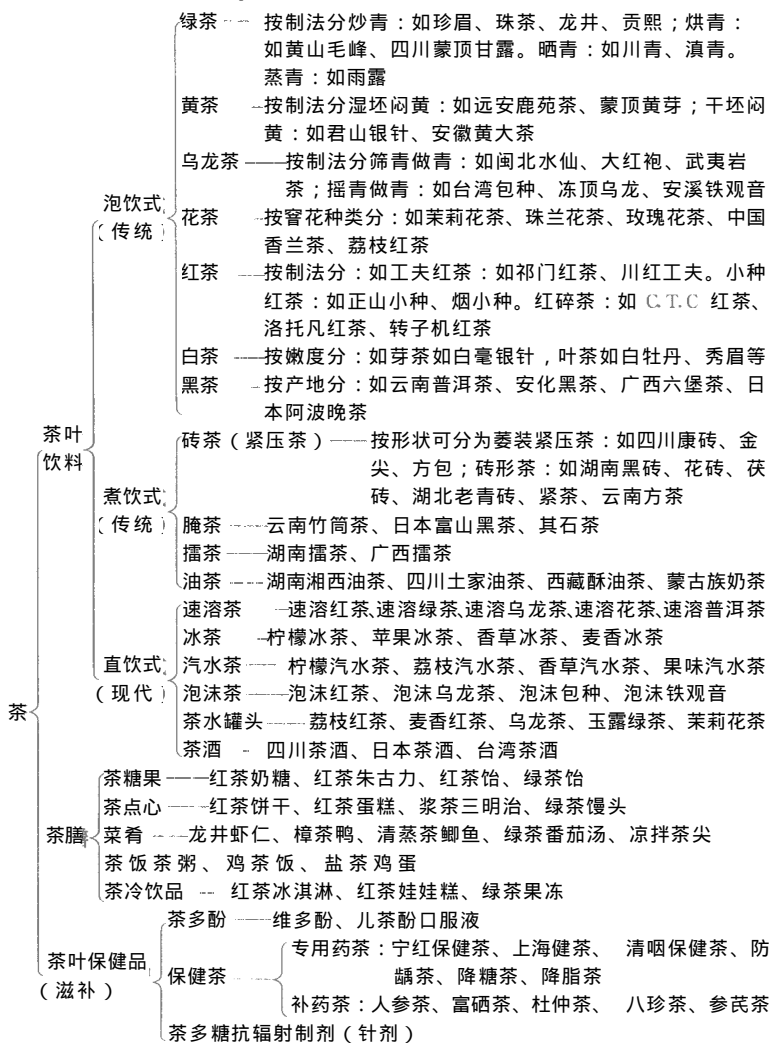 绿茶 按制法分炒青：如珍眉、珠茶、龙井、贡熙；烘青：
如黄山毛峰、四川蒙顶甘露。晒青：如川青、滇青。
蒸青：如雨露
黄茶 按制法分湿坯闷黄：如远安鹿苑茶、蒙顶黄芽；干坯闷
黄：如君山银针、安徽黄大茶
乌龙茶 按制法分筛青做青：如闽北水仙、大红袍、武夷岩
茶；摇青做青：如台湾包种、冻顶乌龙、安溪铁观音
泡饮式
（传统）
花茶 按窨花种类分：如茉莉花茶、珠兰花茶、玫瑰花茶、中国
香兰茶、荔枝红茶
红茶 按制法分：如工夫红茶：如祁门红茶、川红工夫。小种
红茶：如正山小种、烟小种。红碎茶：如 C.T.C 红茶、
洛托凡红茶、转子机红茶
白茶 按嫩度分：如芽茶如白毫银针，叶茶如白牡丹、秀眉等
黑茶 按产地分：如云南普洱茶、安化黑茶、广西六堡茶、日
本阿波晚茶
茶叶
饮料
砖茶（紧压茶） 按形状可分为蒌装紧压茶：如四川康砖、金
尖、方包；砖形茶：如湖南黑砖、花砖、茯
砖、湖北老青砖、紧茶、云南方茶
煮饮式
（传统）
腌茶 云南竹筒茶、日本富山黑茶、其石茶
擂茶 湖南擂茶、广西擂茶
油茶 湖南湘西油茶、四川土家油茶、西藏酥油茶、蒙古族奶茶
速溶茶 速溶红茶、速溶绿茶、速溶乌龙茶、速溶花茶、速溶普洱茶
冰茶 柠檬冰茶、苹果冰茶、香草冰茶、麦香冰茶
直饮式
（现代）
汽水茶 柠檬汽水茶、荔枝汽水茶、香草汽水茶、果味汽水茶
泡沫茶 泡沫红茶、泡沫乌龙茶、泡沫包种、泡沫铁观音
茶
茶水罐头 荔枝红茶、麦香红茶、乌龙茶、玉露绿茶、茉莉花茶
茶酒 四川茶酒、日本茶酒、台湾茶酒
茶糖果 红茶奶糖、红茶朱古力、红茶饴、绿茶饴
茶点心 红茶饼干、红茶蛋糕、浆茶三明治、绿茶馒头
茶膳
菜肴 龙井虾仁、樟茶鸭、清蒸茶鲫鱼、绿茶番茄汤、凉拌茶尖
茶饭茶粥、鸡茶饭、盐茶鸡蛋
茶冷饮品 红茶冰淇淋、红茶娃娃糕、绿茶果冻
茶多酚 维多酚、儿茶酚口服液
茶叶保健品
（滋补）
保健茶
专用药茶：宁红保健茶、上海健茶、 清咽保健茶、防
龋茶、降糖茶、降脂茶
补药茶：人参茶、富硒茶、杜仲茶、 八珍茶、参芪茶
茶多糖抗辐射制剂（针剂）